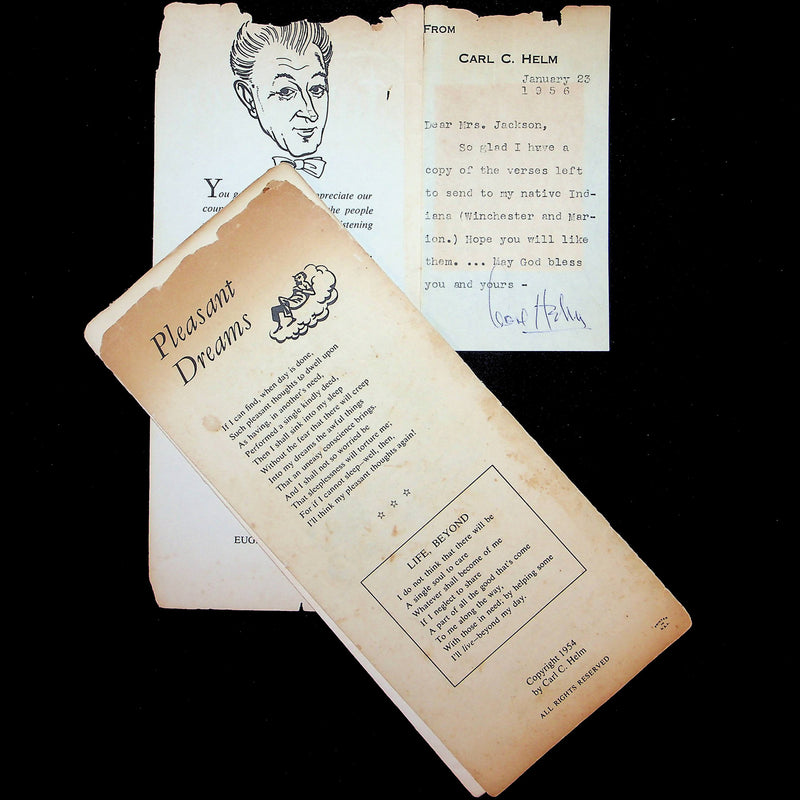 You
appreciate our
the people
listening
EUG
FROM
CARL C. HELM
January 23
1956
Dear Mrs. Jackson,
So glad I have a
copy of the verses left
to send to my native Ind-
iana (Winchester and Mar-
ion.) Hope you will like
them. ... May God bless
you and yours -
Carl Helm
Pleasant
Dreams
If I can find, when day is done,
Such pleasant thoughts to dwell upon
As having, in another's need,
Performed a single kindly deed,
Then I shall sink into my sleep
Without the fear that there will creep
Into my dreams the awful things
That an uneasy conscience brings.
And I shall not so worried be
That sleeplessness will torture me;
For if I cannot sleep—well, then,
I'll think my pleasant thoughts again!
LIFE, BEYOND
I do not think that there will be
A single soul to care
Whatever shall become of me
If I neglect to share
A part of all the good that's come
To me along the way,
With those in need; by helping some
I'll live—beyond my day.
Copyright 1954
by Carl C. Helm
ALL RIGHTS RESERVED